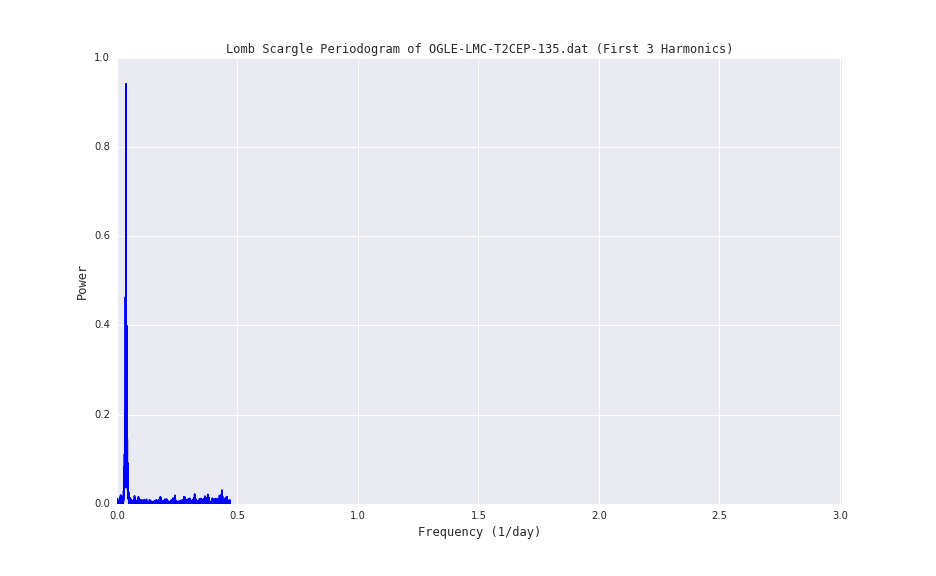 Lomb Scargle Periodogram of OGLE-LMC-T2CEP-135.dat (First 3 Harmonics)
1.0
0.8
0.6
0.4
0.2
0.0
Power
0.0 0.5 1.0 1.5 2.0 2.5 3.0
Frequency (1/day)